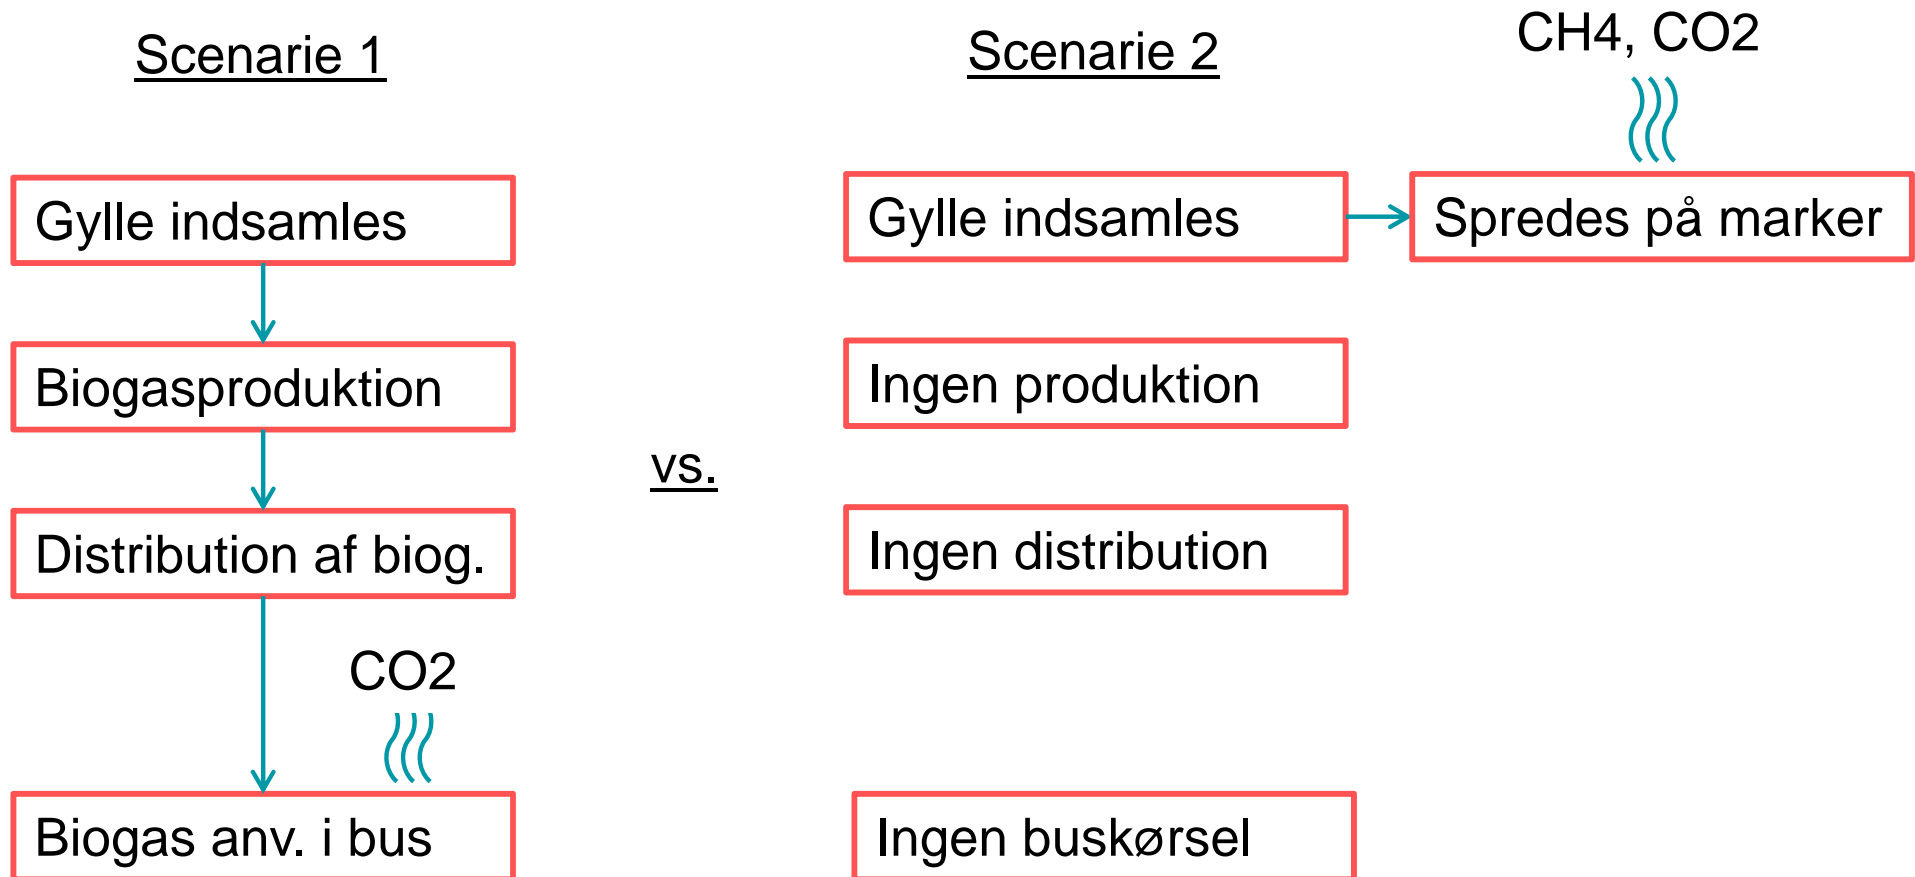 Scenarie 1
Gylle indsamles
Biogasproduktion
Distribution af biog.
CO2
Biogas anv. i bus
vs.
Scenarie 2
CH4, CO2
Gylle indsamles
Spredes på marker
Ingen produktion
Ingen distribution
Ingen buskørsel